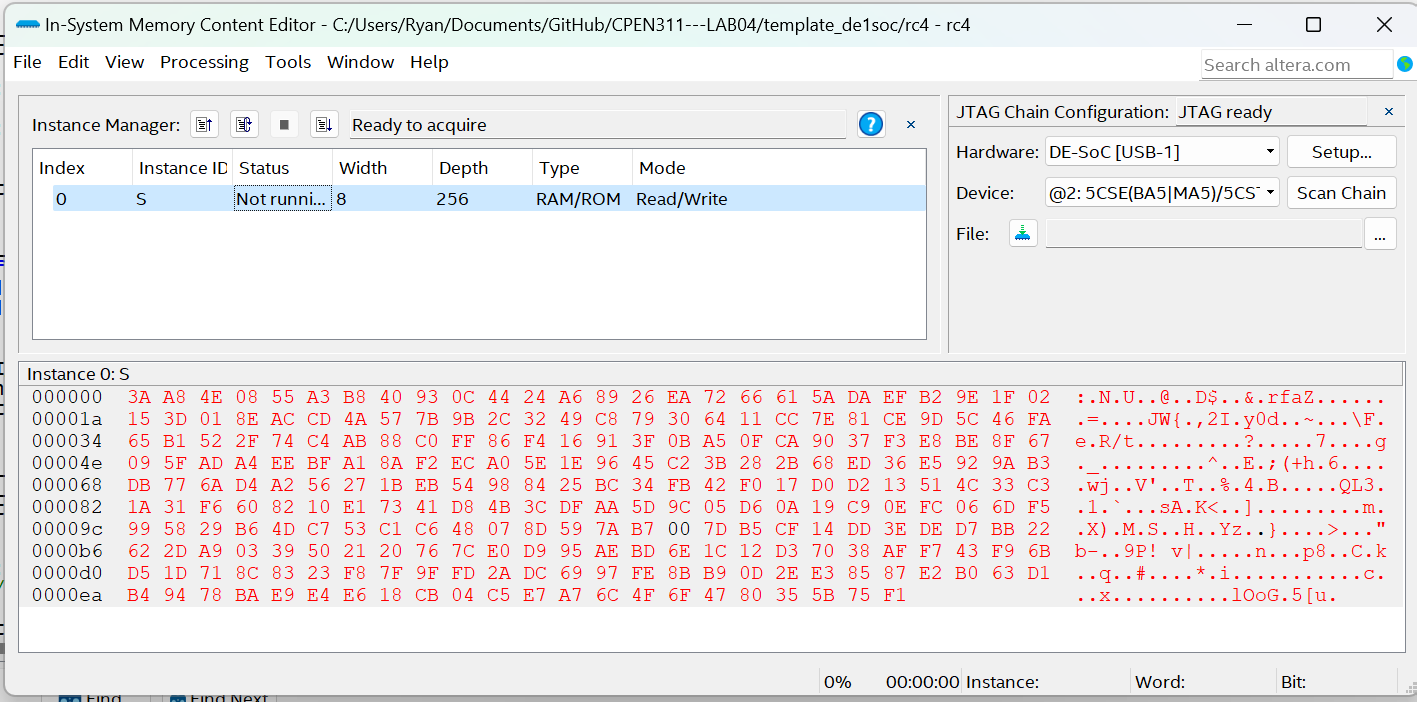 In-System Memory Content Editor - C:/Users/Ryan/Documents/GitHub/CPEN311---LAB04/template_de1soc/rc4 - rc4
File Edit View Processing Tools Window Help
Search altera.com
Instance Manager: Ready to acquire
JTAG Chain Configuration: JTAG ready
Index Instance ID Status Width Depth Type Mode
0 S Not runni... 8 256 RAM/ROM Read/Write
Hardware: DE-SoC [USB-1] Setup...
Device: @2: 5CSE(BA5|MA5)/5CS Scan Chain
File: ...
Instance 0: S
000000 3A A8 4E 08 55 A3 B8 40 93 0C 44 24 A6 89 26 EA 72 66 61 5A DA EF B2 9E 1F 02 :.N.U..@..D$..&.rfaZ......
00001a 15 3D 01 8E AC CD 4A 57 7B 9B 2C 32 49 C8 79 30 64 11 CC 7E 81 CE 9D 5C 46 FA .=....JW{.,2I.y0d..~...\F.
000034 65 B1 52 2F 74 C4 AB 88 C0 FF 86 F4 16 91 3F 0B A5 0F CA 90 37 F3 E8 BE 8F 67 e.R/t.........?.....7....g
00004e 09 5F AD A4 EE BF A1 8A F2 EC A0 5E 1E 96 45 C2 3B 28 2B 68 ED 36 E5 92 9A B3 ._.........^..E.;(+h.6....
000068 DB 77 6A D4 A2 56 27 1B EB 54 98 84 25 BC 34 FB 42 F0 17 D0 D2 13 51 4C 33 C3 .wj..V'..T..%.4.B.....QL3.
000082 1A 31 F6 60 82 10 E1 73 41 D8 4B 3C DF AA 5D 9C 05 D6 0A 19 C9 0E FC 06 6D F5 .1.`...sA.K<..].........m.
00009c 99 58 29 B6 4D C7 53 C1 C6 48 07 8D 59 7A B7 00 7D B5 CF 14 DD 3E DE D7 BB 22 .X).M.S..H..Yz..}....>..."
0000b6 62 2D A9 03 39 50 21 20 76 7C E0 D9 95 AE BD 6E 1C 12 D3 70 38 AF F7 43 F9 6B b-..9P! v|.....n...p8..C.k
0000d0 D5 1D 71 8C 83 23 F8 7F 9F FD 2A DC 69 97 FE 8B B9 0D 2E E3 85 87 E2 B0 63 D1 ..q..#....*.i...........c.
0000ea B4 94 78 BA E9 E4 E6 18 CB 04 C5 E7 A7 6C 4F 6F 47 80 35 5B 75 F1 ..x..........lOoG.5[u.
0% 00:00:00 Instance: Word: Bit:
Find Find Next